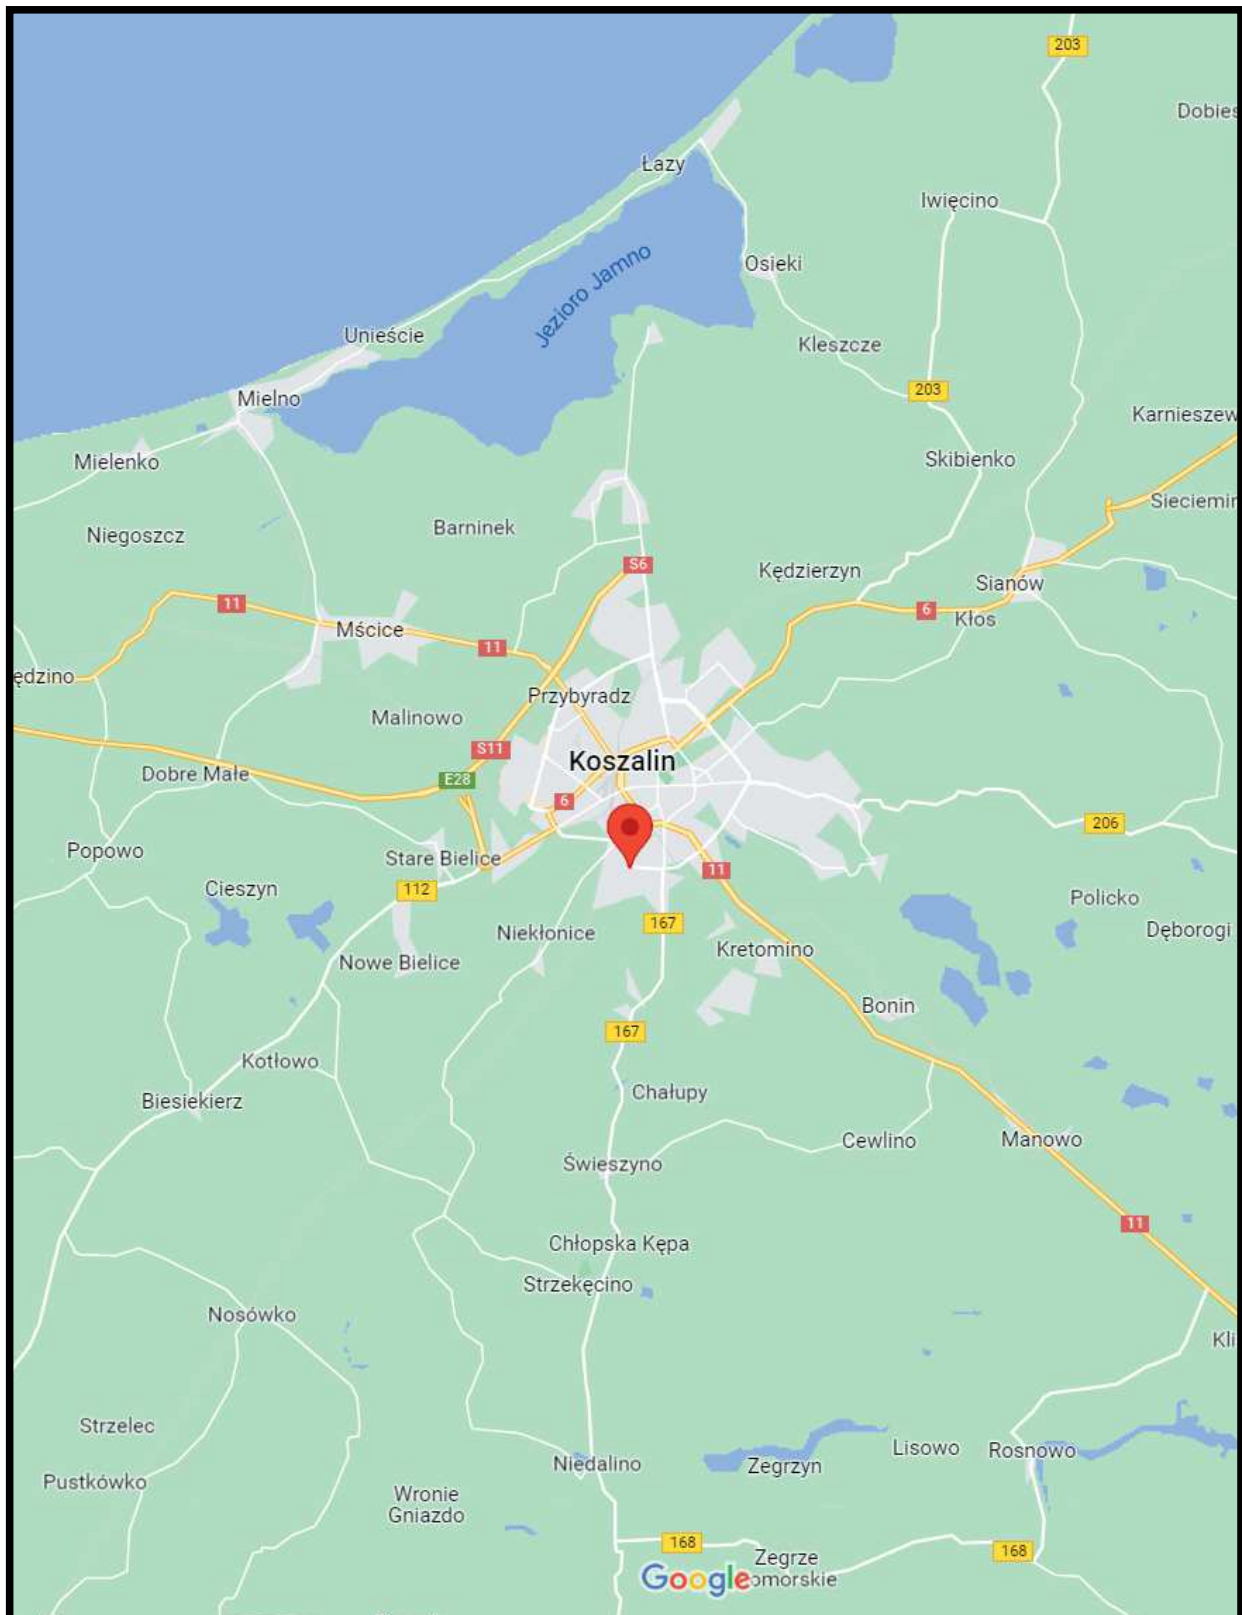 203
Dobies
Łazy
Iwięcino
Jezioro Jamno
Osieki
Unieście
Kleszcze
203
Mielno
Karnieszew
Mielenko
Skibienko
Sieciemir
Niegoszcz
Barninek
S6
Kędzierzyn
Sianów
11
6
Kłos
Mścice
11
ędzino
Przybyradz
Malinowo
S11
Koszalin
Dobre Małe
E28
6
206
Popowo
Stare Bielice
11
Cieszyn
112
Policko
167
Niekłonice
Dęborogi
Kretomino
Nowe Bielice
Bonin
167
Kotłowo
Chałupy
Biesiekierz
Cewlino
Manowo
Świeszyno
11
Chłopska Kępa
Strzekęcino
Nosówko
Kli
Strzelec
Lisowo
Rosnowo
Niedalino
Zegrzyn
Pustkówko
Wronie
Gniazdo
168
168
Zegrze
omorskie
Google